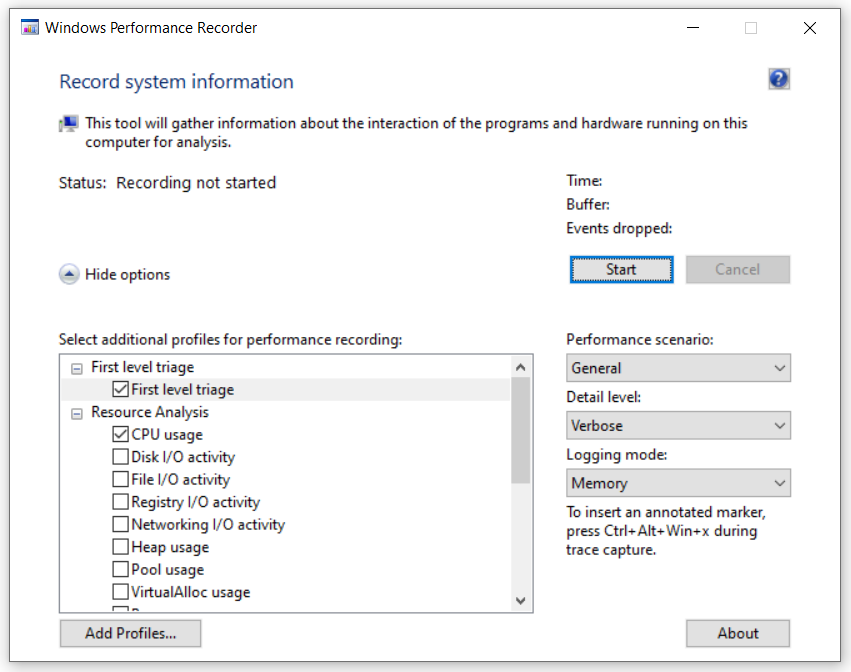 Windows Performance Recorder
Record system information
This tool will gather information about the interaction of the programs and hardware running on this
computer for analysis.
Status: Recording not started
Time:
Buffer:
Events dropped:
Hide options
Start
Cancel
Select additional profiles for performance recording:
First level triage
First level triage
Resource Analysis
CPU usage
Disk I/O activity
File I/O activity
Registry I/O activity
Networking I/O activity
Heap usage
Pool usage
VirtualAlloc usage
Performance scenario:
General
Detail level:
Verbose
Logging mode:
Memory
To insert an annotated marker,
press Ctrl+Alt+Win+x during
trace capture.
Add Profiles...
About